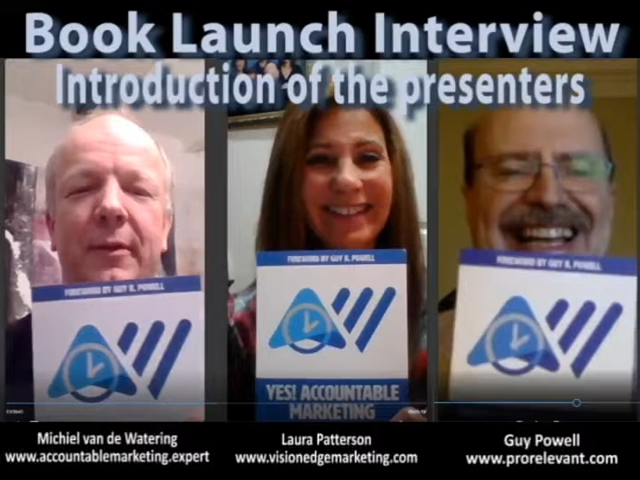 Book Launch Interview
Introduction of the presenters
FOREWORD BY GUY R. POWELL
FOREWORD BY GUY R. POWELL
FOREWORD BY GUY R. POWELL
YES! ACCOUNTABLE
MARKETING
Michiel van de Watering
www.accountablemarketing.expert
Laura Patterson
www.visionedgemarketing.com
Guy Powell
www.prorelevant.com